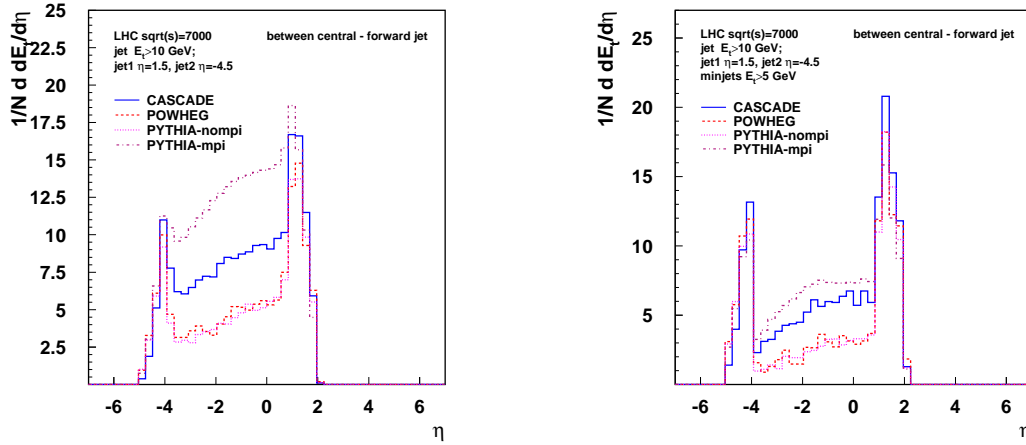 1/N d dE_t/dη
25
22.5
20
17.5
15
12.5
10
7.5
5
2.5
LHC sqrt(s)=7000 between central - forward jet
jet E_t>10 GeV;
jet1 η=1.5, jet2 η=-4.5
CASCADE
POWHEG
PYTHIA-nompi
PYTHIA-mpi
-6 -4 -2 0 2 4 6
η
1/N d dE_t/dη
25
20
15
10
5
LHC sqrt(s)=7000 between central - forward jet
jet E_t>10 GeV;
jet1 η=1.5, jet2 η=-4.5
minjets E_t>5 GeV
CASCADE
POWHEG
PYTHIA-nompi
PYTHIA-mpi
-6 -4 -2 0 2 4 6
η